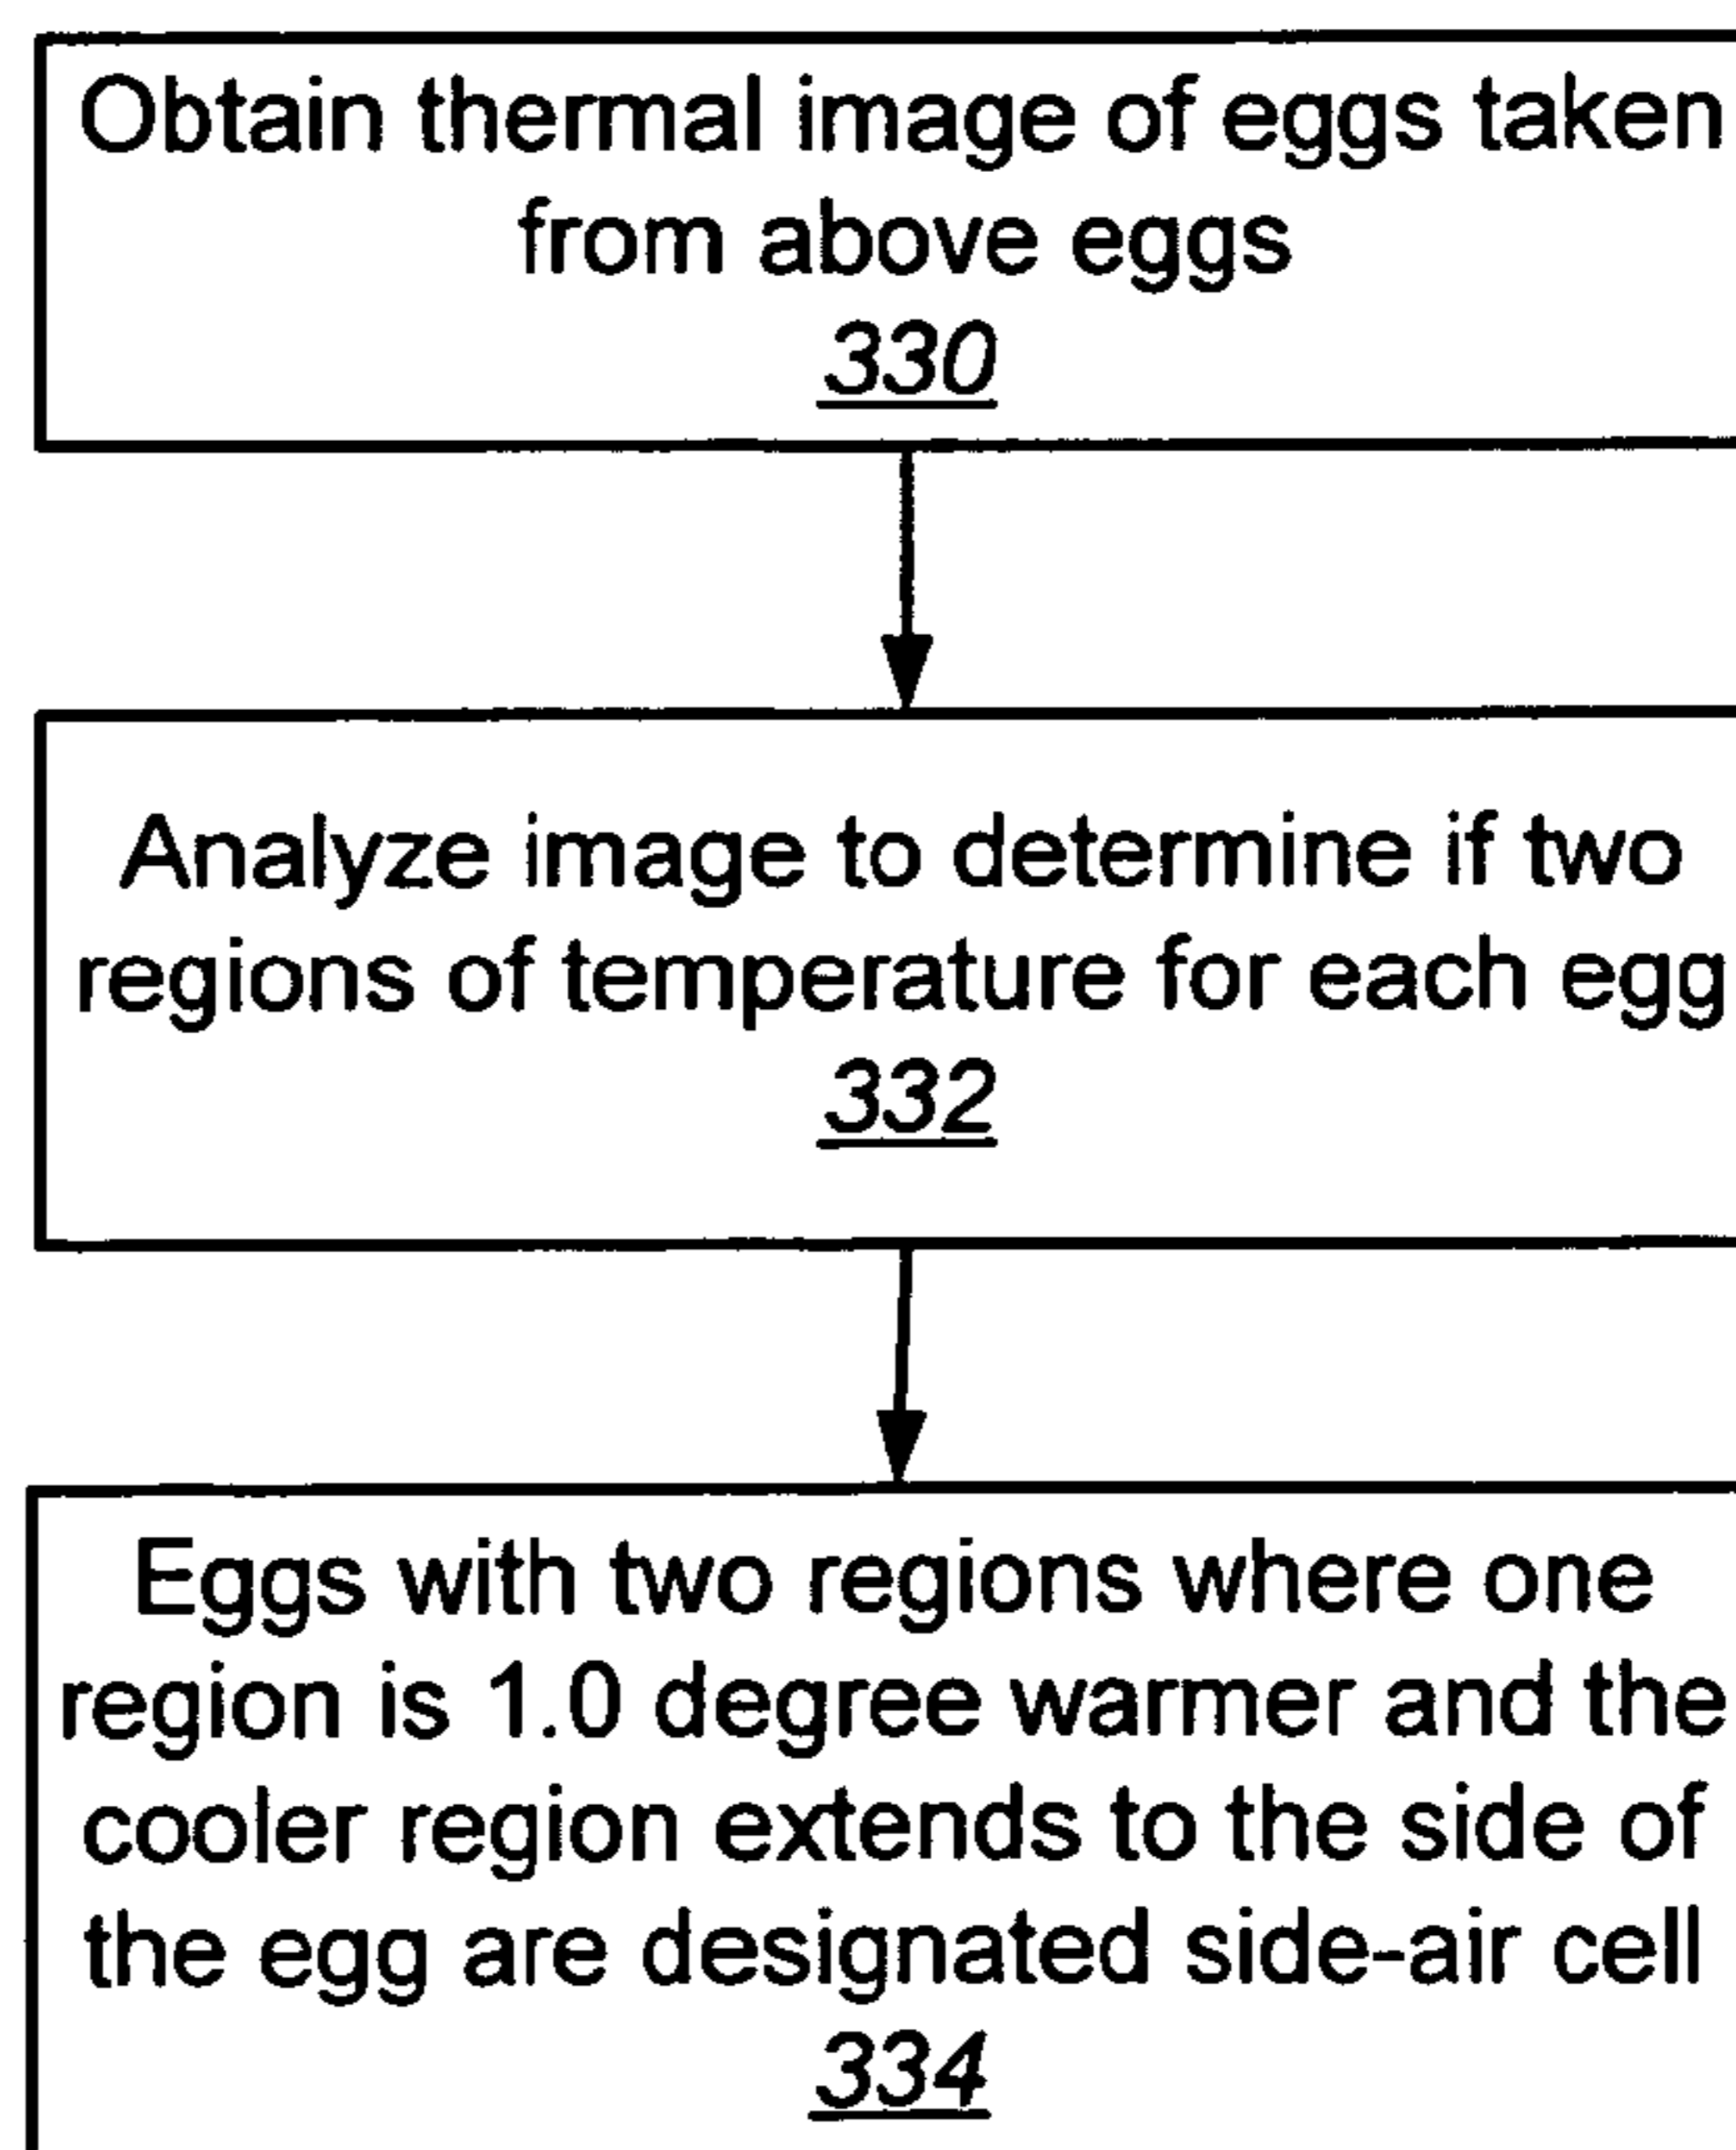 Obtain thermal image of eggs taken
from above eggs
330
Analyze image to determine if two
regions of temperature for each egg
332
Eggs with two regions where one
region is 1.0 degree warmer and the
cooler region extends to the side of
the egg are designated side-air cell
334